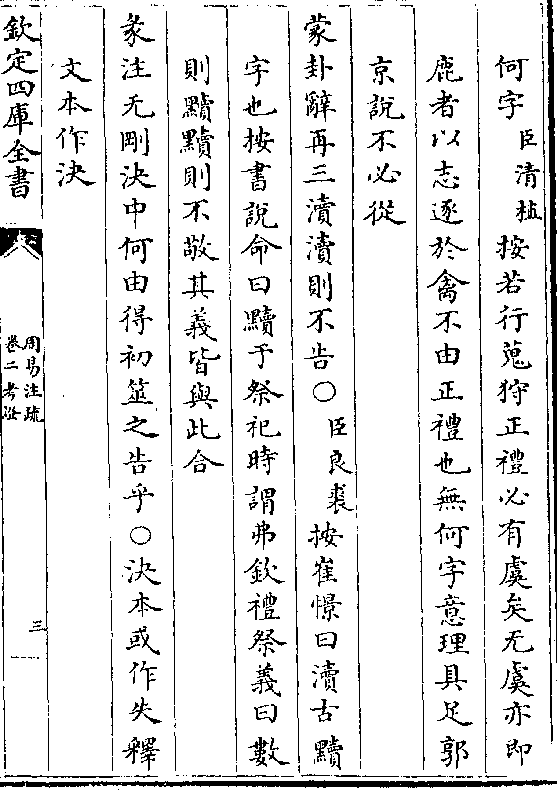 何字臣清植按若行蒐狩正禮必有虞矣无虞亦即
鹿者以志逐於禽不由正禮也無何字意理具足郭
京說不必從
蒙卦辭再三瀆瀆則不告○臣良裘按崔憬曰瀆古黷
字也按書說命曰黷于祭祀時謂弗欽禮祭義曰數
則黷黷則不敬其義皆與此合
彖注无剛決中何由得初筮之告乎○決本或作失釋
文本作決
欽定四庫全書
周易注疏
卷二考證
三